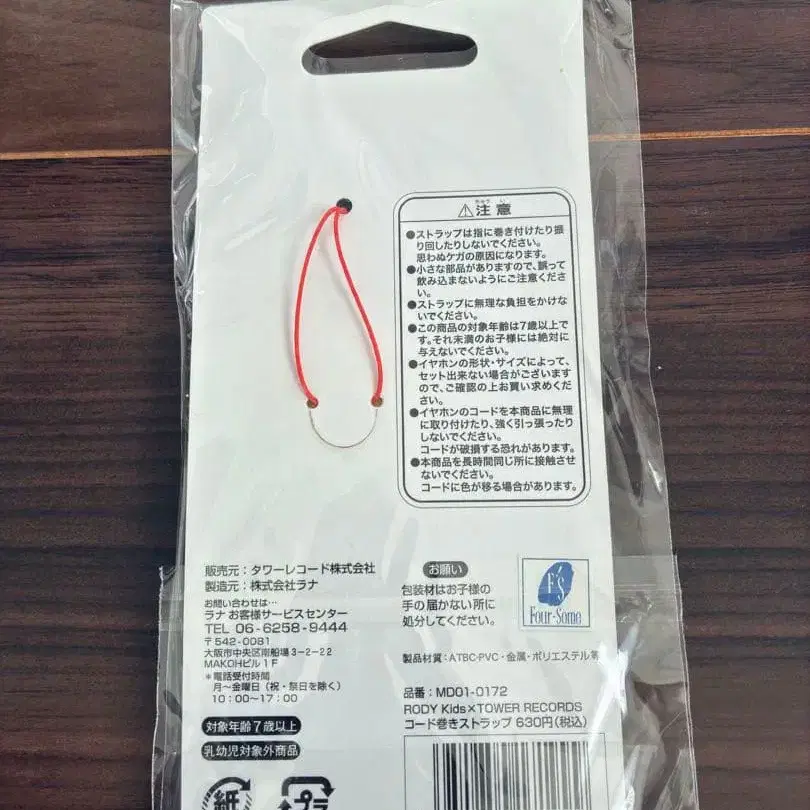 ⚠注意
●ストラップは指に巻き付けたり振
り回したりしないでください。
思わぬケガの原因になります。
●小さな部品がありますので、誤って
飲み込まないようにご注意くださ
い。
●ストラップに無理な負担をかけな
いでください。
●この商品の対象年齢は7歳以上で
す。それ未満のお子様には絶対に
与えないでください。
●イヤホンの形状・サイズによって、
セット出来ない場合がございます
ので、ご確認の上お買い求めくだ
さい。
●イヤホンのコードを本商品に無理
に取り付けたり、強く引っ張ったり
しないでください。
コードが破損する恐れがあります。
●本商品を長時間同じ所に接触させ
ないでください。
コードに色が移る場合があります。
販売元：タワーレコード株式会社
製造元：株式会社ラナ
お問い合わせは…
ラナ お客様サービスセンター
TEL 06-6258-9444
〒542-0081
大阪市中央区南船場3-2-22
MAKOHビル1F
＊電話受付時間
月〜金曜日（祝・祭日を除く）
10:00〜17:00
対象年齢7歳以上
乳幼児対象外商品
紙
プラ
お願い
包装材はお子様の
手の届かない所に
処分してください。
F's
Four-Some
製品材質：ATBC-PVC・金属・ポリエステル等
品番：MD01-0172
RODY Kids×TOWER RECORDS
コード巻きストラップ 630円(税込)